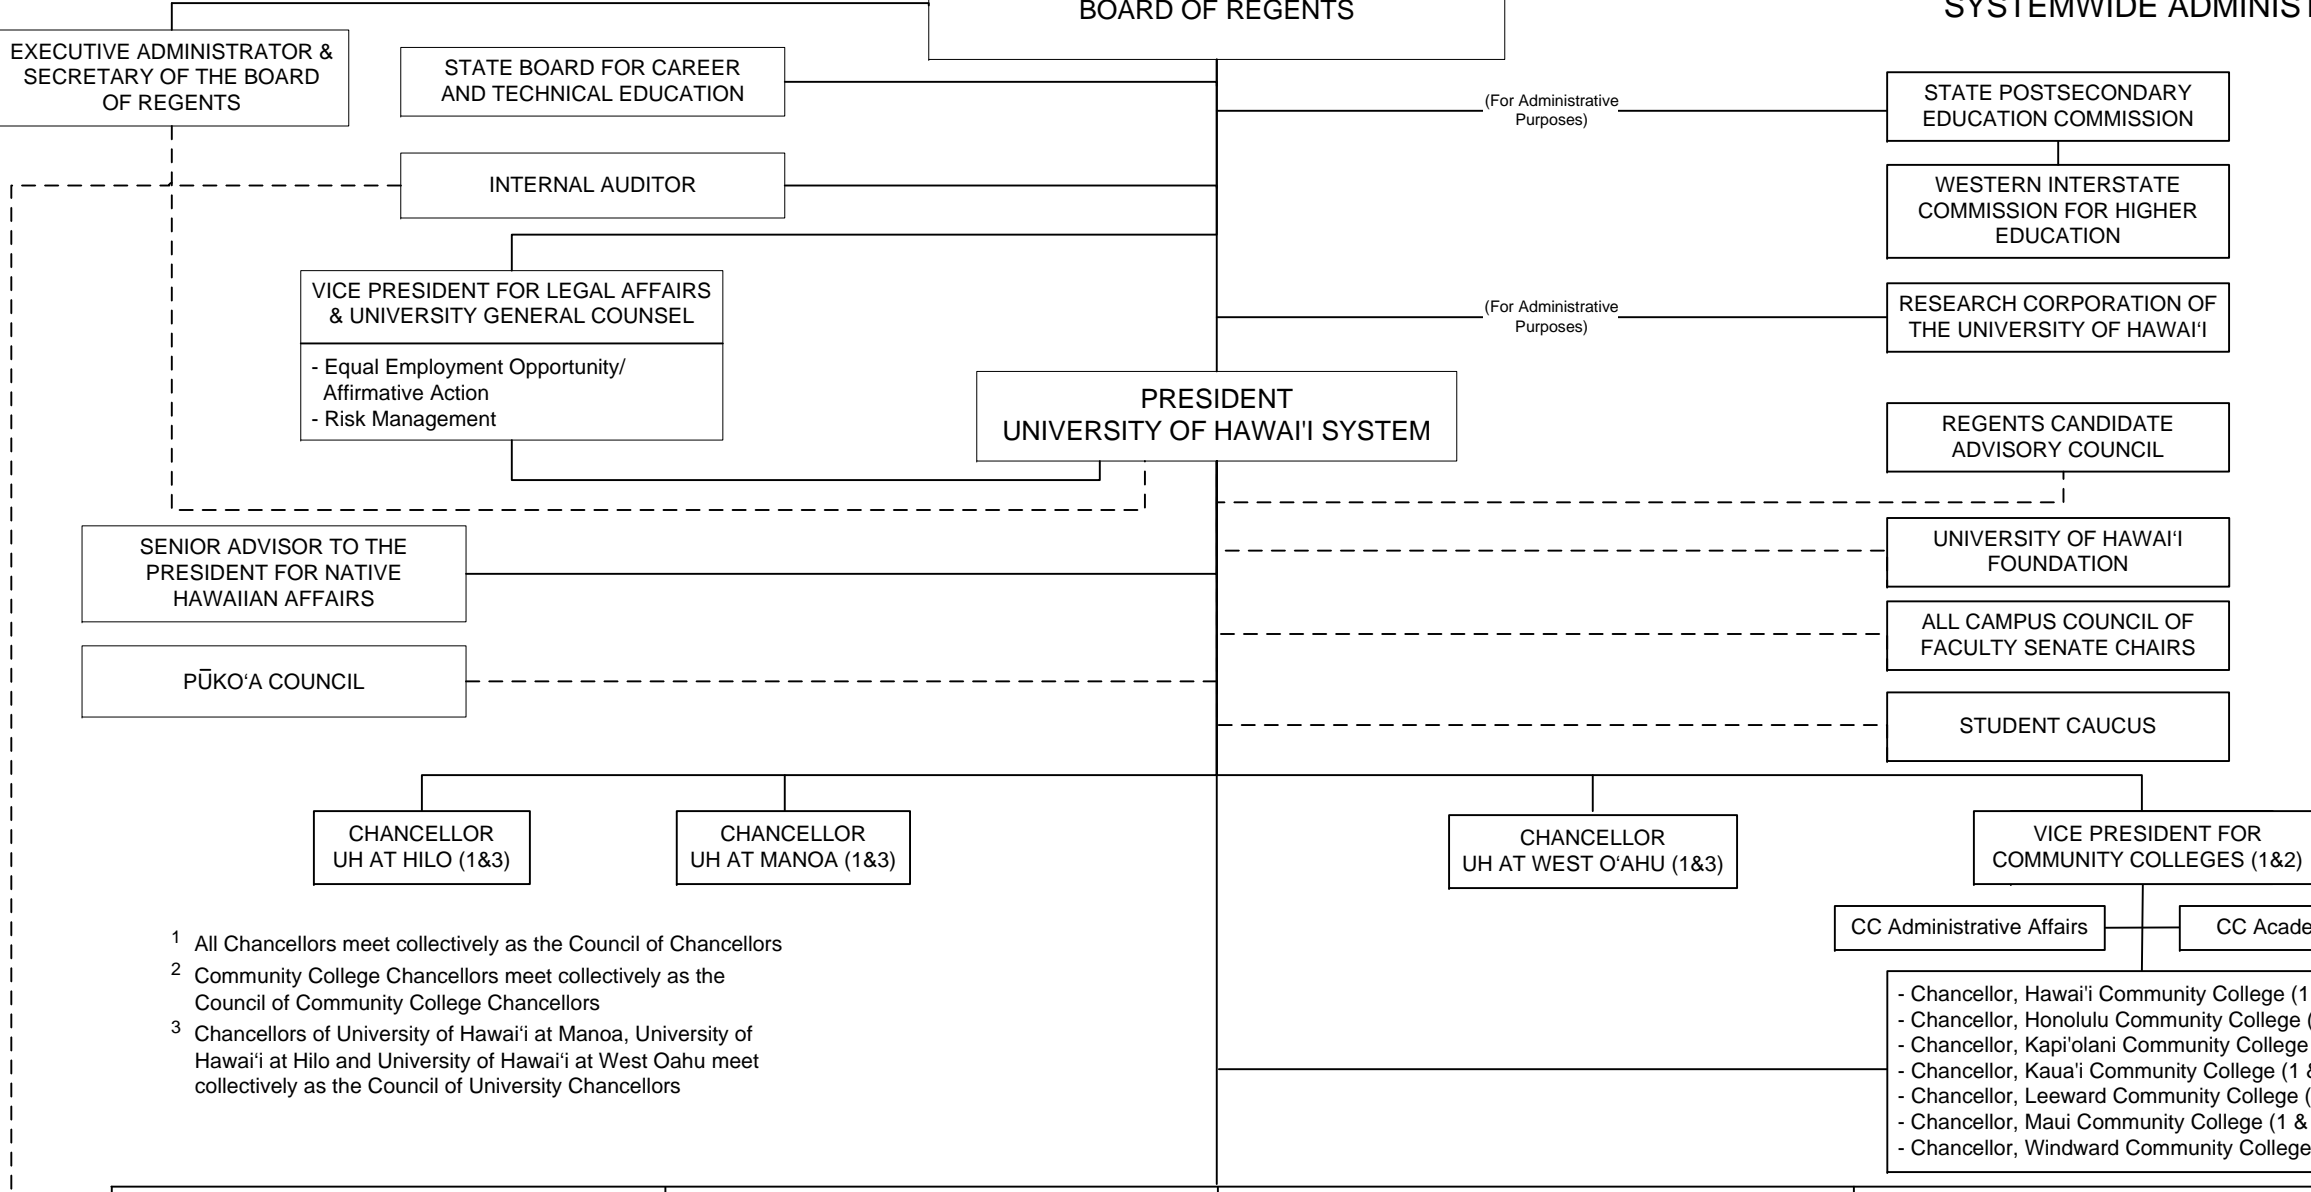 BOARD OF REGENTS
SYSTEMWIDE
EXECUTIVE ADMINISTRATOR &
SECRETARY OF THE BOARD
OF REGENTS
STATE BOARD FOR CAREER
AND TECHNICAL EDUCATION
(For Administrative
Purposes)
STATE POSTSECONDARY
EDUCATION COMMISSION
INTERNAL AUDITOR
WESTERN INTERSTATE
COMMISSION FOR HIGHER
EDUCATION
VICE PRESIDENT FOR LEGAL AFFAIRS
& UNIVERSITY GENERAL COUNSEL
- Equal Employment Opportunity/
Affirmative Action
- Risk Management
(For Administrative
Purposes)
RESEARCH CORPORATION OF
THE UNIVERSITY OF HAWAI‘I
PRESIDENT
UNIVERSITY OF HAWAI'I SYSTEM
REGENTS CANDIDATE
ADVISORY COUNCIL
SENIOR ADVISOR TO THE
PRESIDENT FOR NATIVE
HAWAIIAN AFFAIRS
UNIVERSITY OF HAWAI‘I
FOUNDATION
ALL CAMPUS COUNCIL OF
FACULTY SENATE CHAIRS
PŪKO‘A COUNCIL
STUDENT CAUCUS
CHANCELLOR
UH AT HILO (1&3)
CHANCELLOR
UH AT MANOA (1&3)
CHANCELLOR
UH AT WEST O‘AHU (1&3)
VICE PRESIDENT FOR
COMMUNITY COLLEGES (1&2)
CC Administrative Affairs
CC
1 All Chancellors meet collectively as the Council of Chancellors
2 Community College Chancellors meet collectively as the
Council of Community College Chancellors
3 Chancellors of University of Hawai‘i at Manoa, University of
Hawai‘i at Hilo and University of Hawai‘i at West Oahu meet
collectively as the Council of University Chancellors
- Chancellor, Hawai'i Community College (1
- Chancellor, Honolulu Community College (
- Chancellor, Kapi'olani Community College
- Chancellor, Kaua'i Community College (1 &
- Chancellor, Leeward Community College (
- Chancellor, Maui Community College (1 &
- Chancellor, Windward Community College